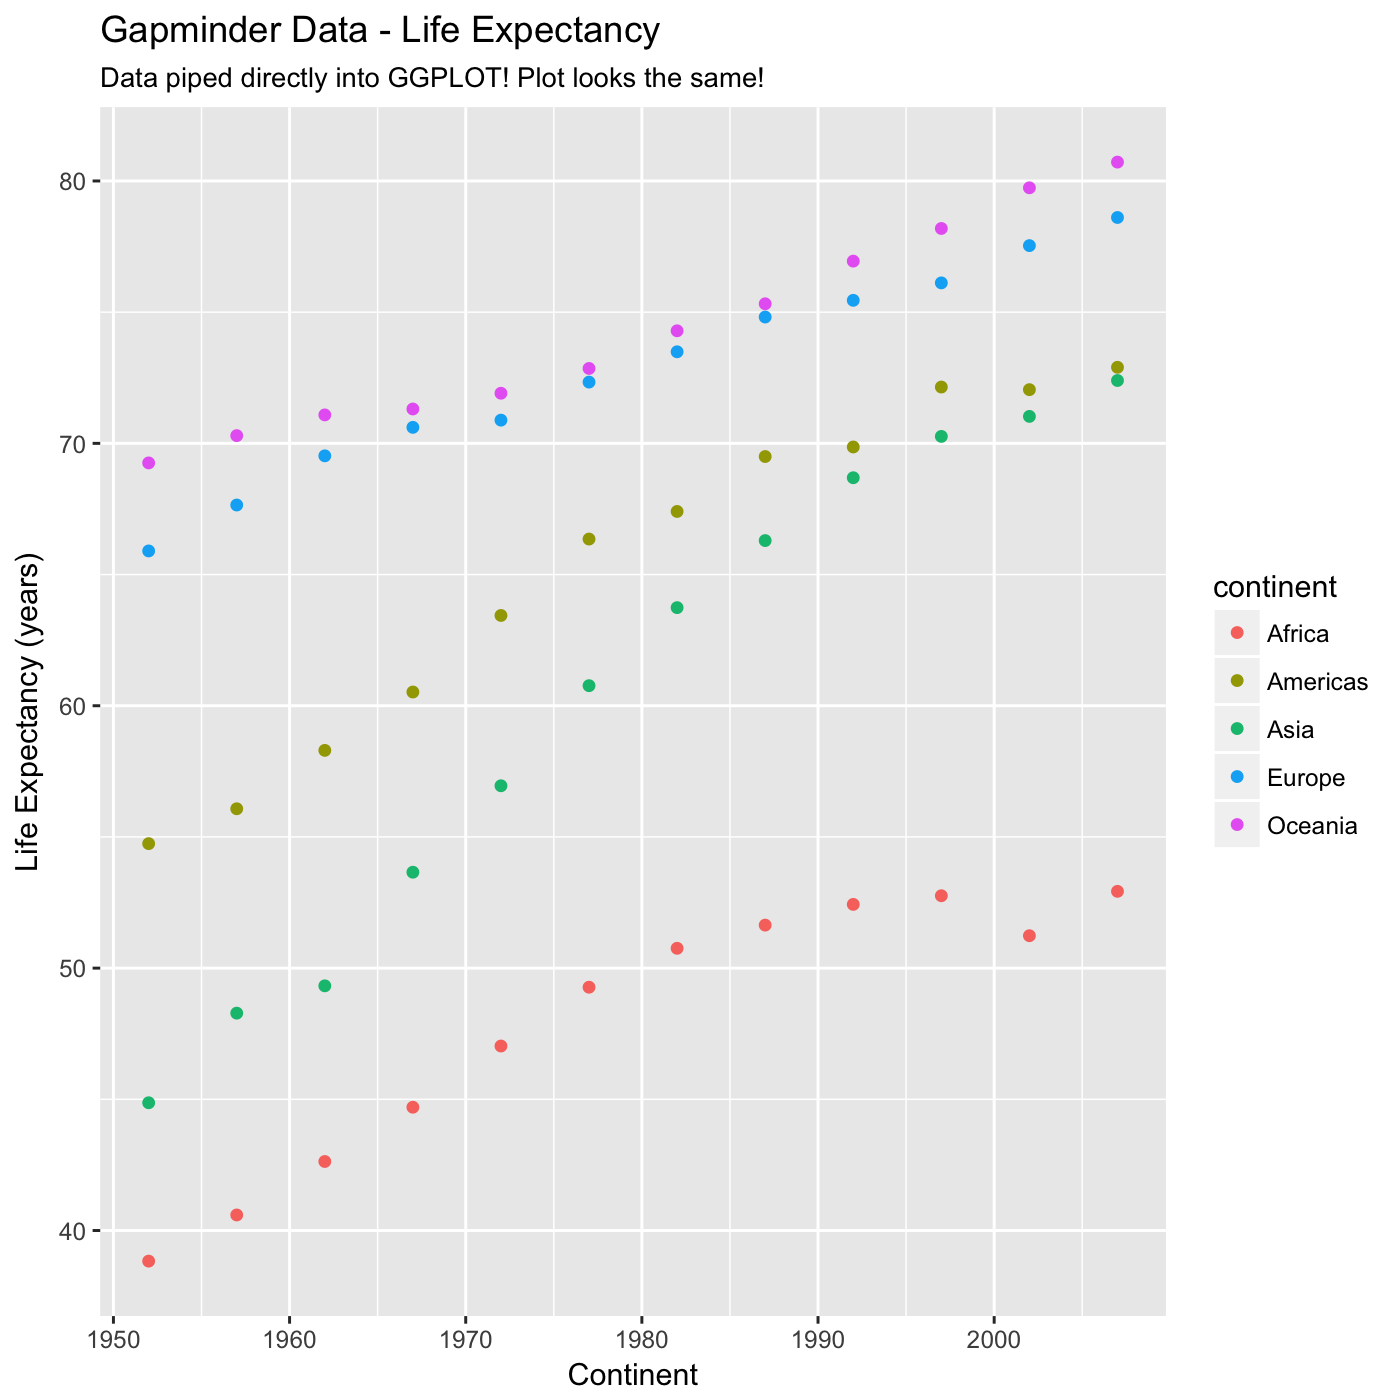 Gapminder Data - Life Expectancy
Data piped directly into GGPLOT! Plot looks the same!
Life Expectancy (years)
80
70
60
50
40
1950 1960 1970 1980 1990 2000
Continent
continent
Africa
Americas
Asia
Europe
Oceania